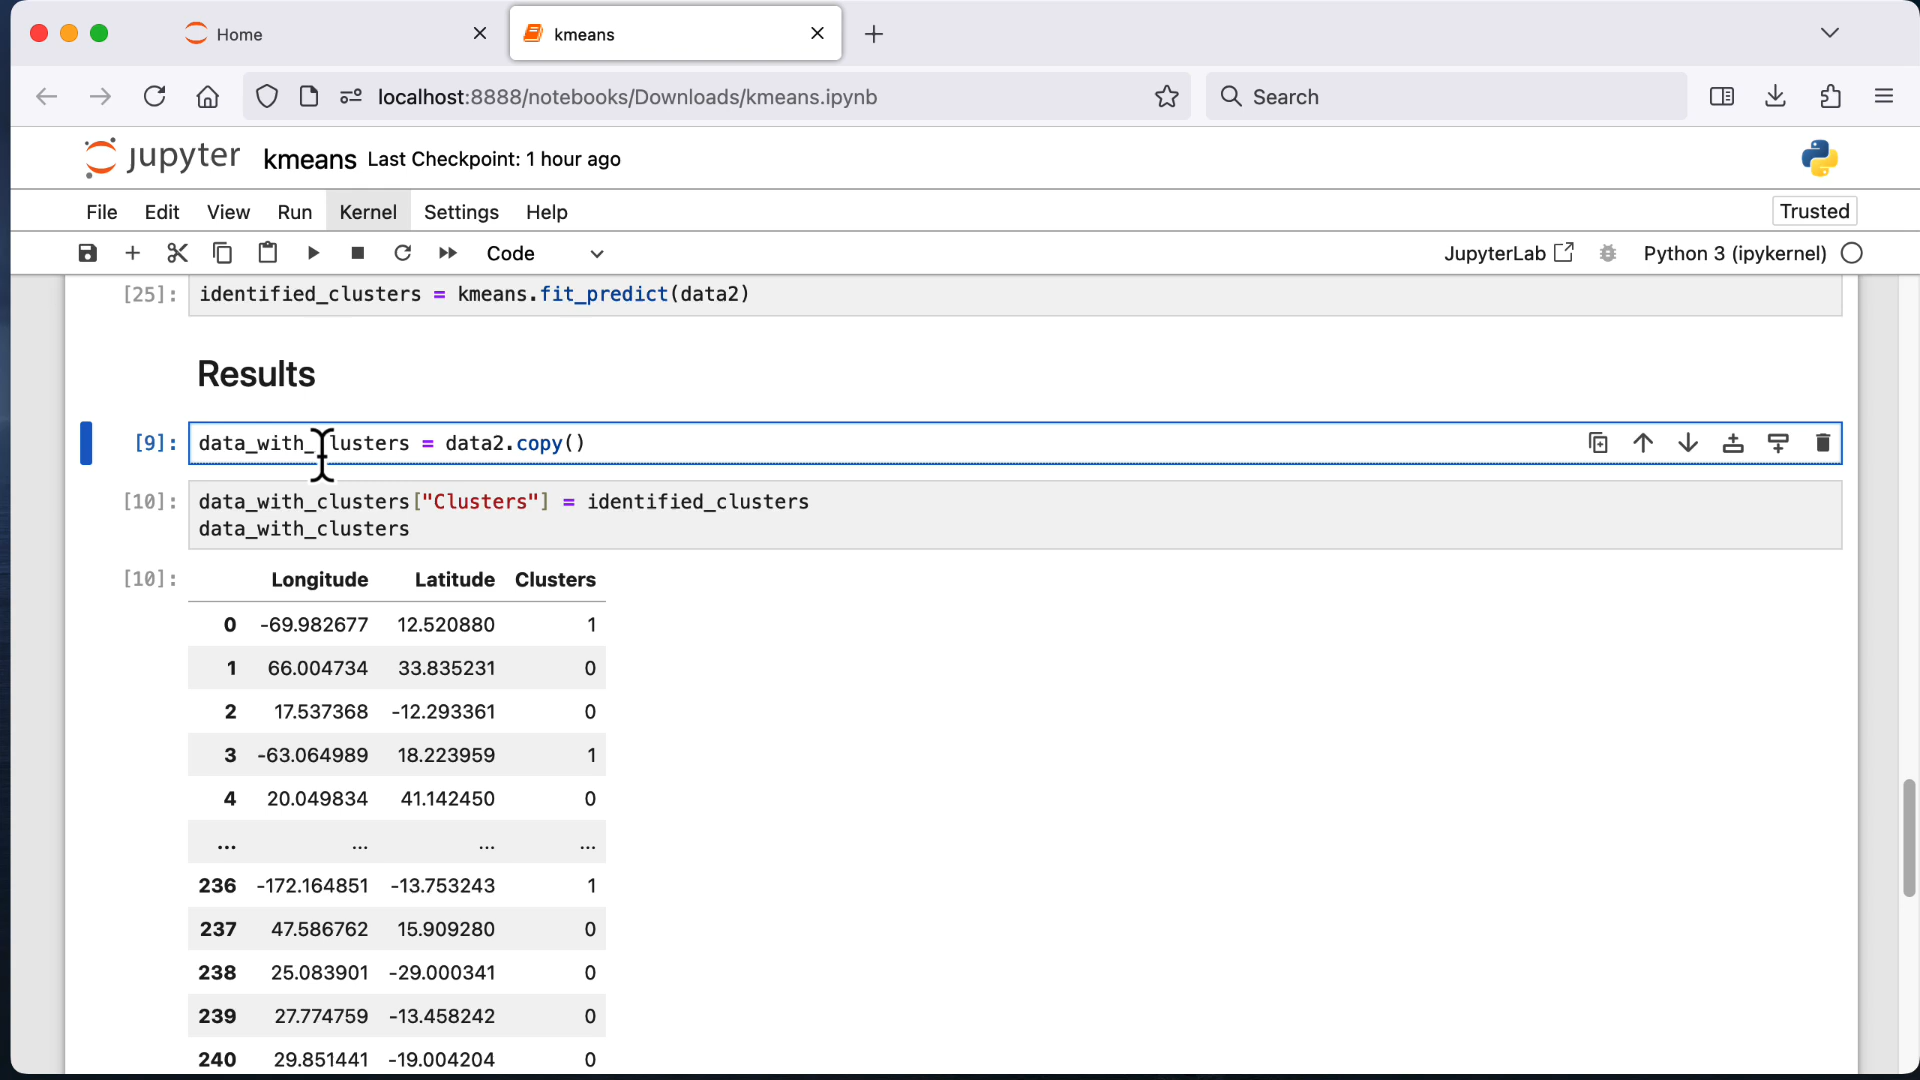 Home
kmeans
localhost:8888/notebooks/Downloads/kmeans.ipynb
Search
jupyter kmeans Last Checkpoint: 1 hour ago
File Edit View Run Kernel Settings Help
Trusted
Code
JupyterLab
Python 3 (ipykernel)
[25]: identified_clusters = kmeans.fit_predict(data2)
Results
[9]: data_with_clusters = data2.copy()
[10]: data_with_clusters["Clusters"] = identified_clusters
data_with_clusters
[10]: Longitude Latitude Clusters
0 -69.982677 12.520880 1
1 66.004734 33.835231 0
2 17.537368 -12.293361 0
3 -63.064989 18.223959 1
4 20.049834 41.142450 0
... ... ... ...
236 -172.164851 -13.753243 1
237 47.586762 15.909280 0
238 25.083901 -29.000341 0
239 27.774759 -13.458242 0
240 29.851441 -19.004204 0